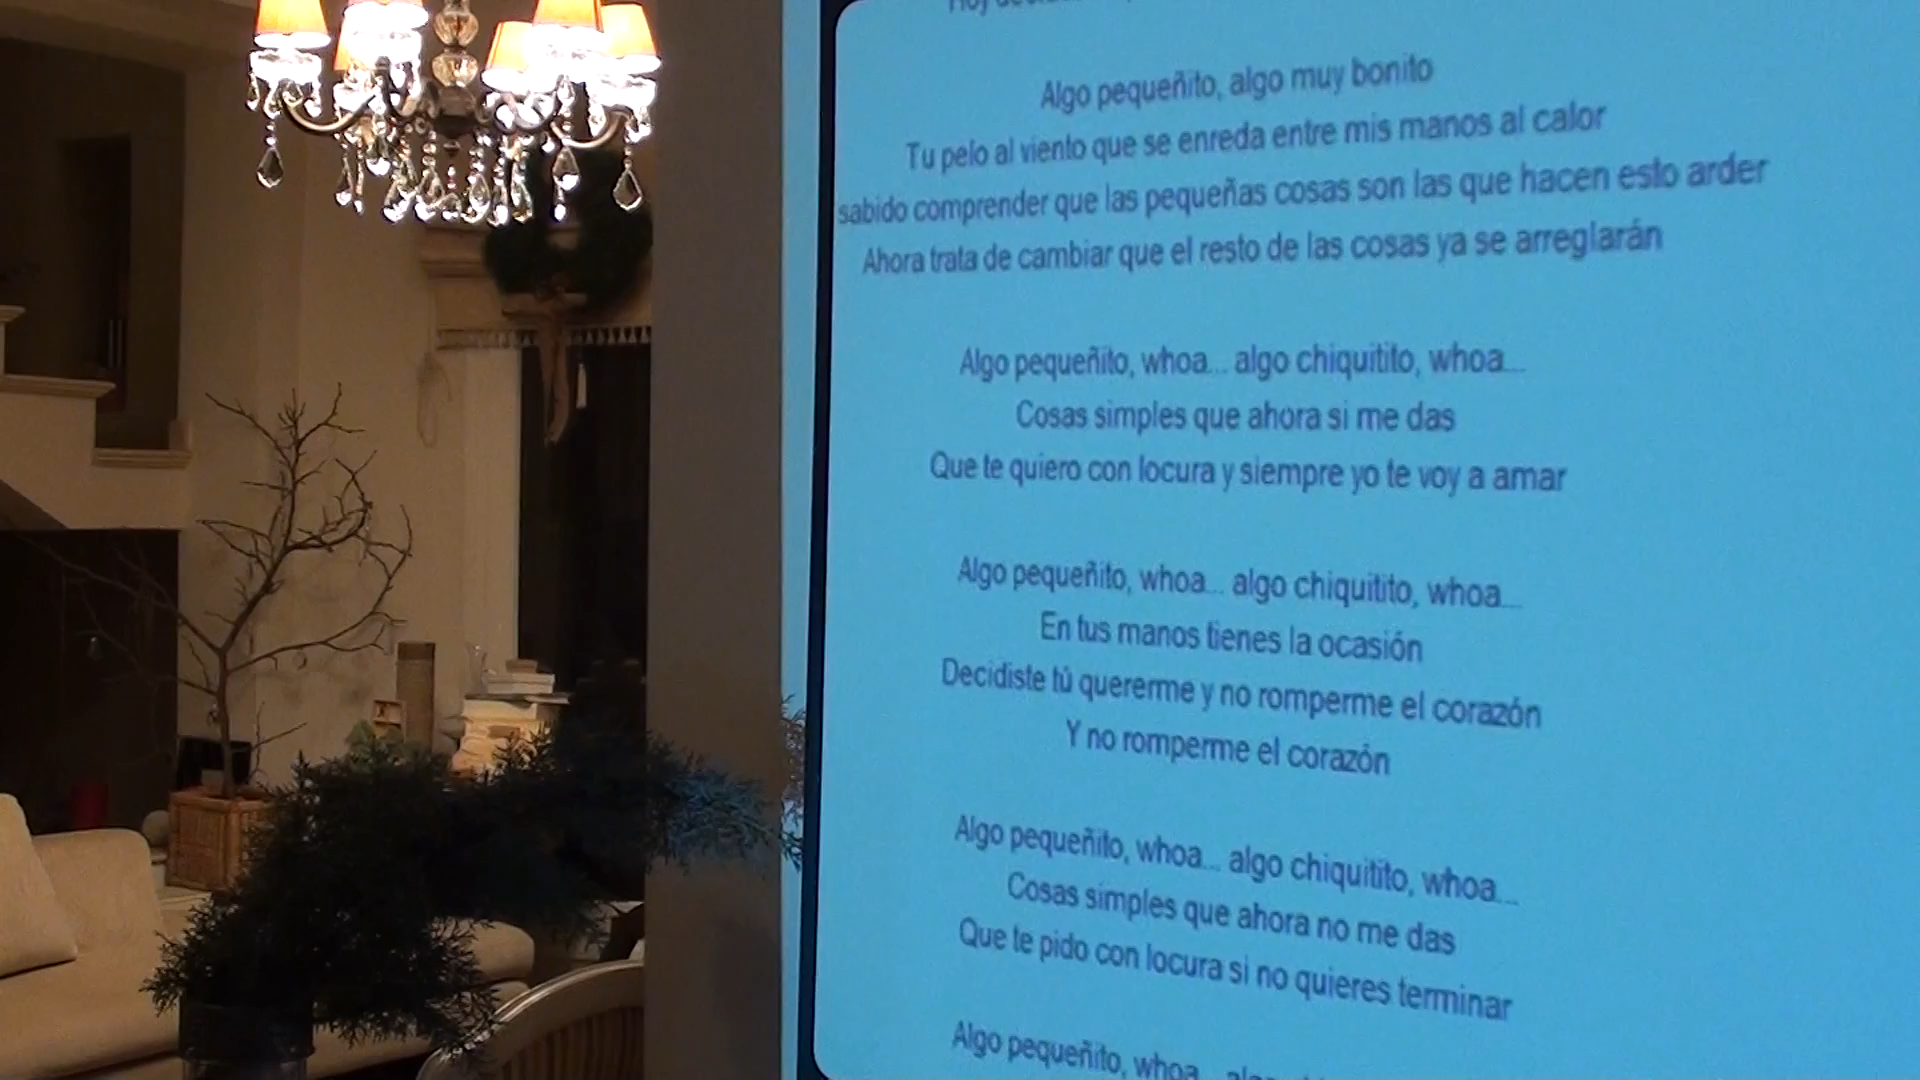 Algo pequeñito, algo muy bonito
Tu pelo al viento que se enreda entre mis manos al calor
sabido comprender que las pequeñas cosas son las que hacen esto arder
Ahora trata de cambiar que el resto de las cosas ya se arreglarán
Algo pequeñito, whoa... algo chiquitito, whoa...
Cosas simples que ahora si me das
Que te quiero con locura y siempre yo te voy a amar
Algo pequeñito, whoa... algo chiquitito, whoa...
En tus manos tienes la ocasión
Decidiste tú quererme y no romperme el corazón
Y no romperme el corazón
Algo pequeñito, whoa... algo chiquitito, whoa...
Cosas simples que ahora no me das
Que te pido con locura si no quieres terminar
Algo pequeñito, whoa...